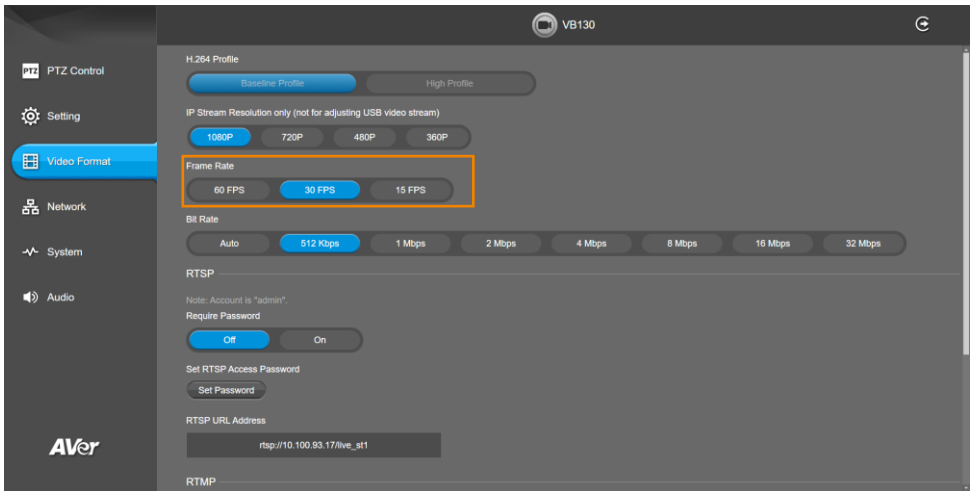 VB130
PTZ PTZ Control
Setting
Video Format
Network
System
Audio
AVer
H.264 Profile
Baseline Profile High Profile
IP Stream Resolution only (not for adjusting USB video stream)
1080P 720P 480P 360P
Frame Rate
60 FPS 30 FPS 15 FPS
Bit Rate
Auto 512 Kbps 1 Mbps 2 Mbps 4 Mbps 8 Mbps 16 Mbps 32 Mbps
RTSP
Note: Account is "admin".
Require Password
Off On
Set RTSP Access Password
Set Password
RTSP URL Address
rtsp://10.100.93.17/live_st1
RTMP